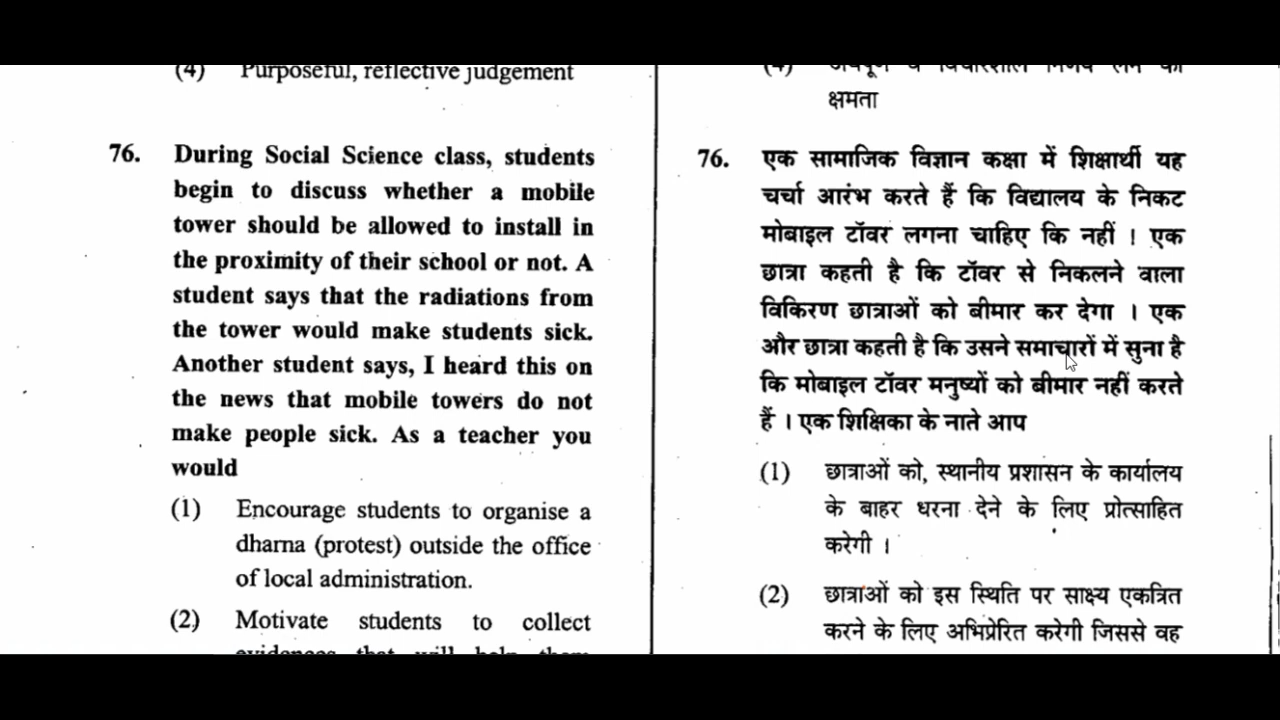 (4) Purposeful, reflective judgement
76. During Social Science class, students
begin to discuss whether a mobile
tower should be allowed to install in
the proximity of their school or not. A
student says that the radiations from
the tower would make students sick.
Another student says, I heard this on
the news that mobile towers do not
make people sick. As a teacher you
would
(1) Encourage students to organise a
dharna (protest) outside the office
of local administration.
(2) Motivate students to collect
evidences that will help them
क्षमता
76. एक सामाजिक विज्ञान कक्षा में शिक्षार्थी यह
चर्चा आरंभ करते हैं कि विद्यालय के निकट
मोबाइल टॉवर लगना चाहिए कि नहीं । एक
छात्रा कहती है कि टॉवर से निकलने वाला
विकिरण छात्राओं को बीमार कर देगा । एक
और छात्रा कहती है कि उसने समाचारों में सुना है
कि मोबाइल टॉवर मनुष्यों को बीमार नहीं करते
हैं । एक शिक्षिका के नाते आप
(1) छात्राओं को, स्थानीय प्रशासन के कार्यालय
के बाहर धरना देने के लिए प्रोत्साहित
करेगी ।
(2) छात्राओं को इस स्थिति पर साक्ष्य एकत्रित
करने के लिए अभिप्रेरित करेगी जिससे वह